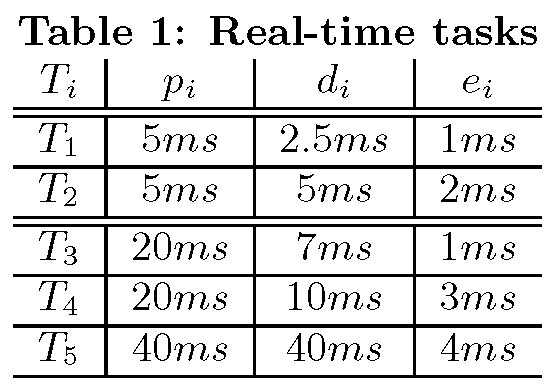 Table 1: Real-time tasks
T_i p_i d_i e_i
T_1 5ms 2.5ms 1ms
T_2 5ms 5ms 2ms
T_3 20ms 7ms 1ms
T_4 20ms 10ms 3ms
T_5 40ms 40ms 4ms